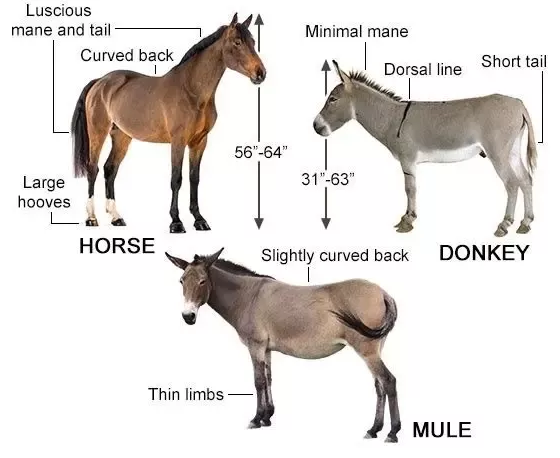 Luscious
mane and tail
Curved back
56”-64”
Large
hooves
HORSE
Minimal mane
Dorsal line
Short tail
31”-63”
DONKEY
Slightly curved back
Thin limbs
MULE